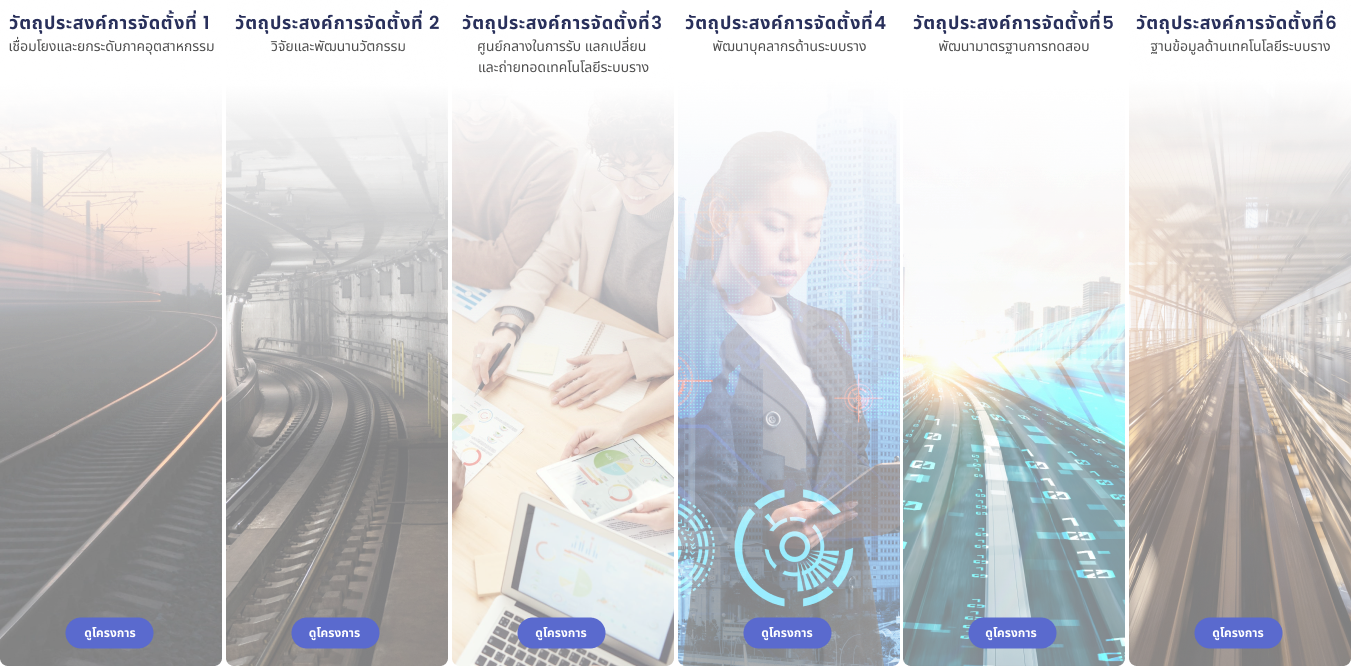 วัตถุประสงค์การจัดตั้งที่ 1
เชื่อมโยงและยกระดับภาคอุตสาหกรรม
ดูโครงการ
วัตถุประสงค์การจัดตั้งที่ 2
วิจัยและพัฒนานวัตกรรม
ดูโครงการ
วัตถุประสงค์การจัดตั้งที่3
ศูนย์กลางในการรับ แลกเปลี่ยน
และถ่ายทอดเทคโนโลยีระบบราง
ดูโครงการ
วัตถุประสงค์การจัดตั้งที่4
พัฒนาบุคลากรด้านระบบราง
ดูโครงการ
วัตถุประสงค์การจัดตั้งที่5
พัฒนามาตรฐานการทดสอบ
ดูโครงการ
วัตถุประสงค์การจัดตั้งที่6
ฐานข้อมูลด้านเทคโนโลยีระบบราง
ดูโครงการ